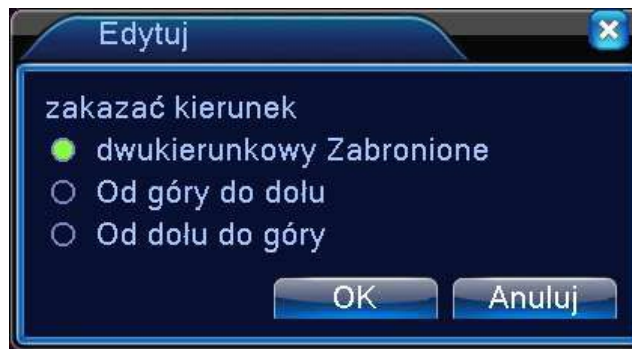 Edytuj
zakazać kierunek
dwukierunkowy Zabronione
Od góry do dołu
Od dołu do góry
OK Anuluj